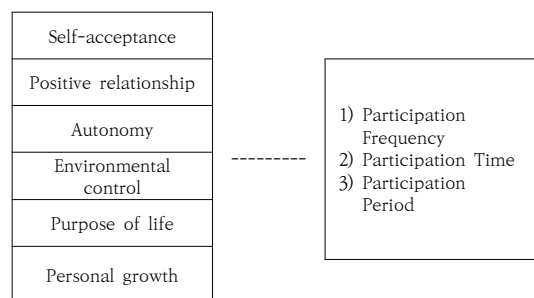 Self-acceptance
Positive relationship
Autonomy
Environmental
control
Purpose of life
Personal growth
1) Participation
Frequency
2) Participation Time
3) Participation
Period